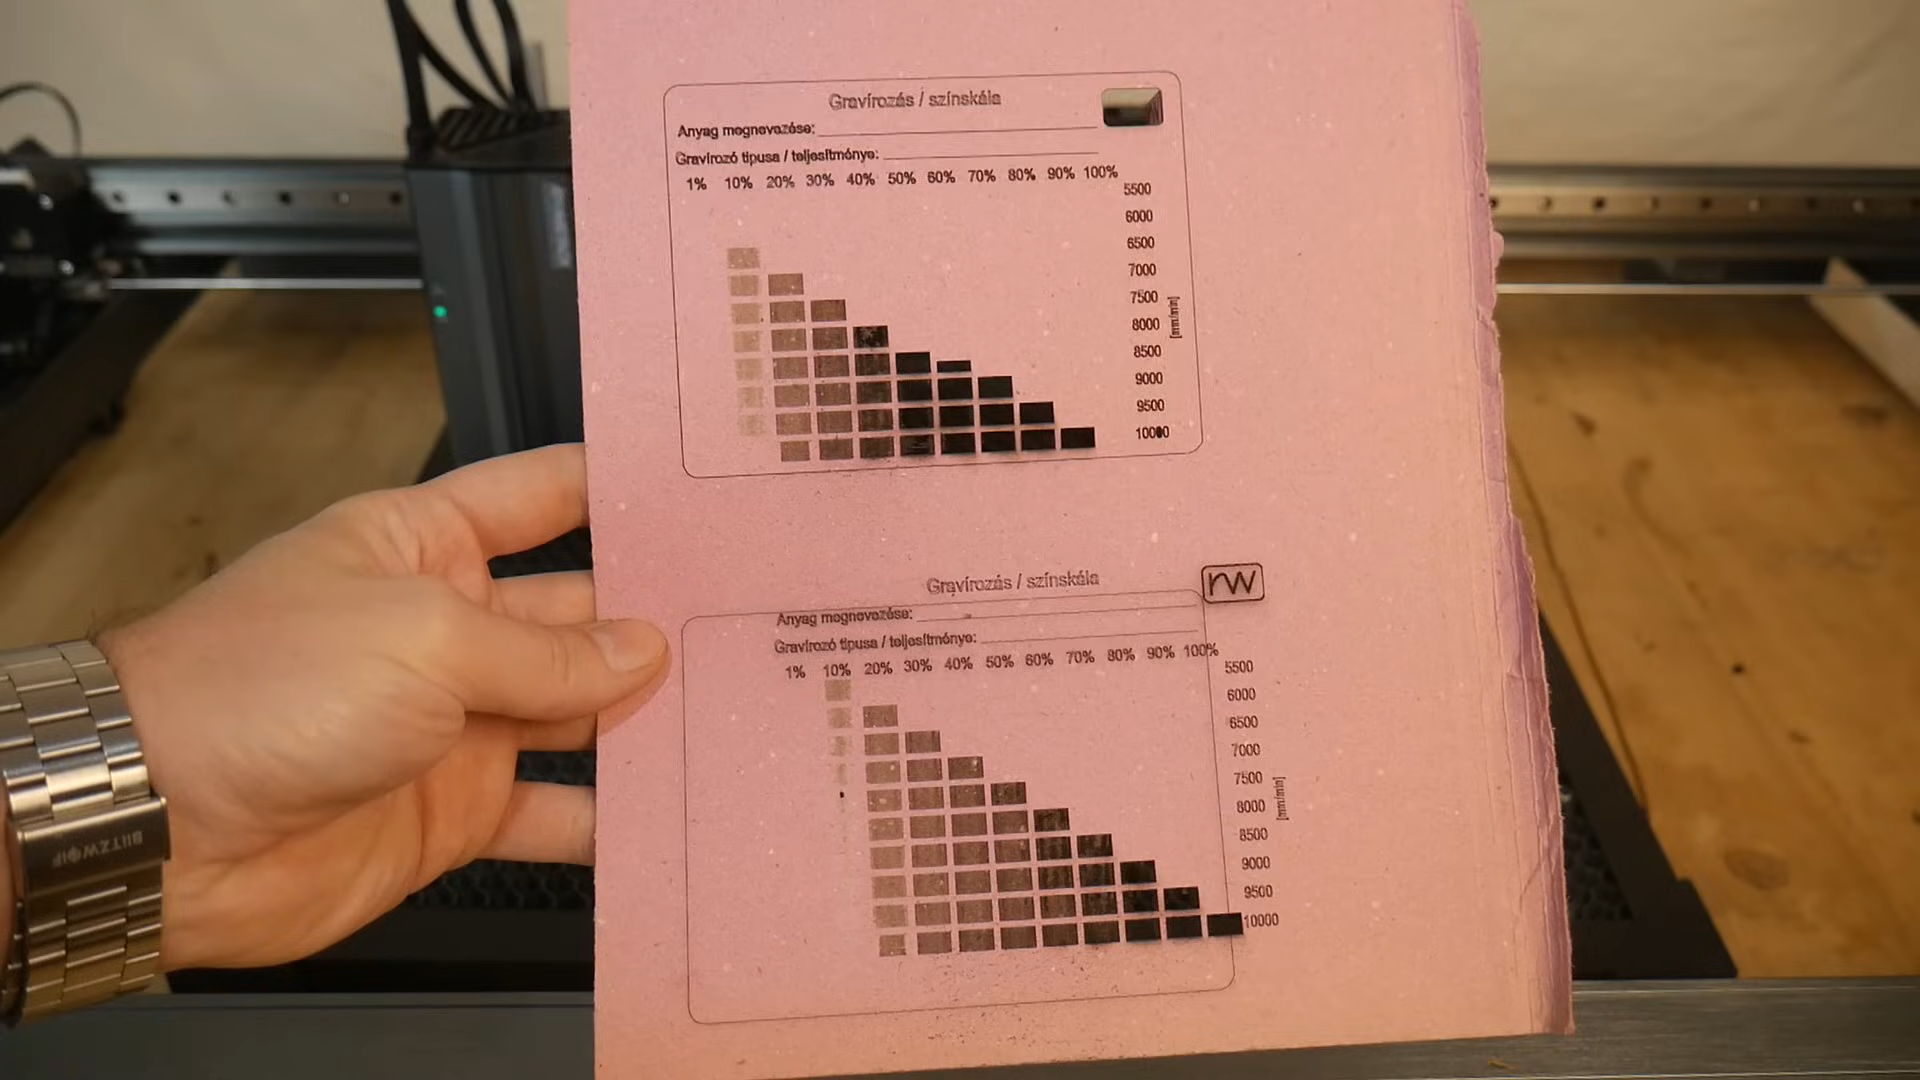 Gravírozás / színskála
Anyag megnevezése:
Gravírozó típusa / teljesítménye:
1% 10% 20% 30% 40% 50% 60% 70% 80% 90% 100%
5500
6000
6500
7000
7500
8000
8500
9000
9500
10000
[mm/min]
Gravírozás / színskála
rw
Anyag megnevezése:
Gravírozó típusa / teljesítménye:
1% 10% 20% 30% 40% 50% 60% 70% 80% 90% 100%
5500
6000
6500
7000
7500
8000
8500
9000
9500
10000
[mm/min]
BlitzWolf